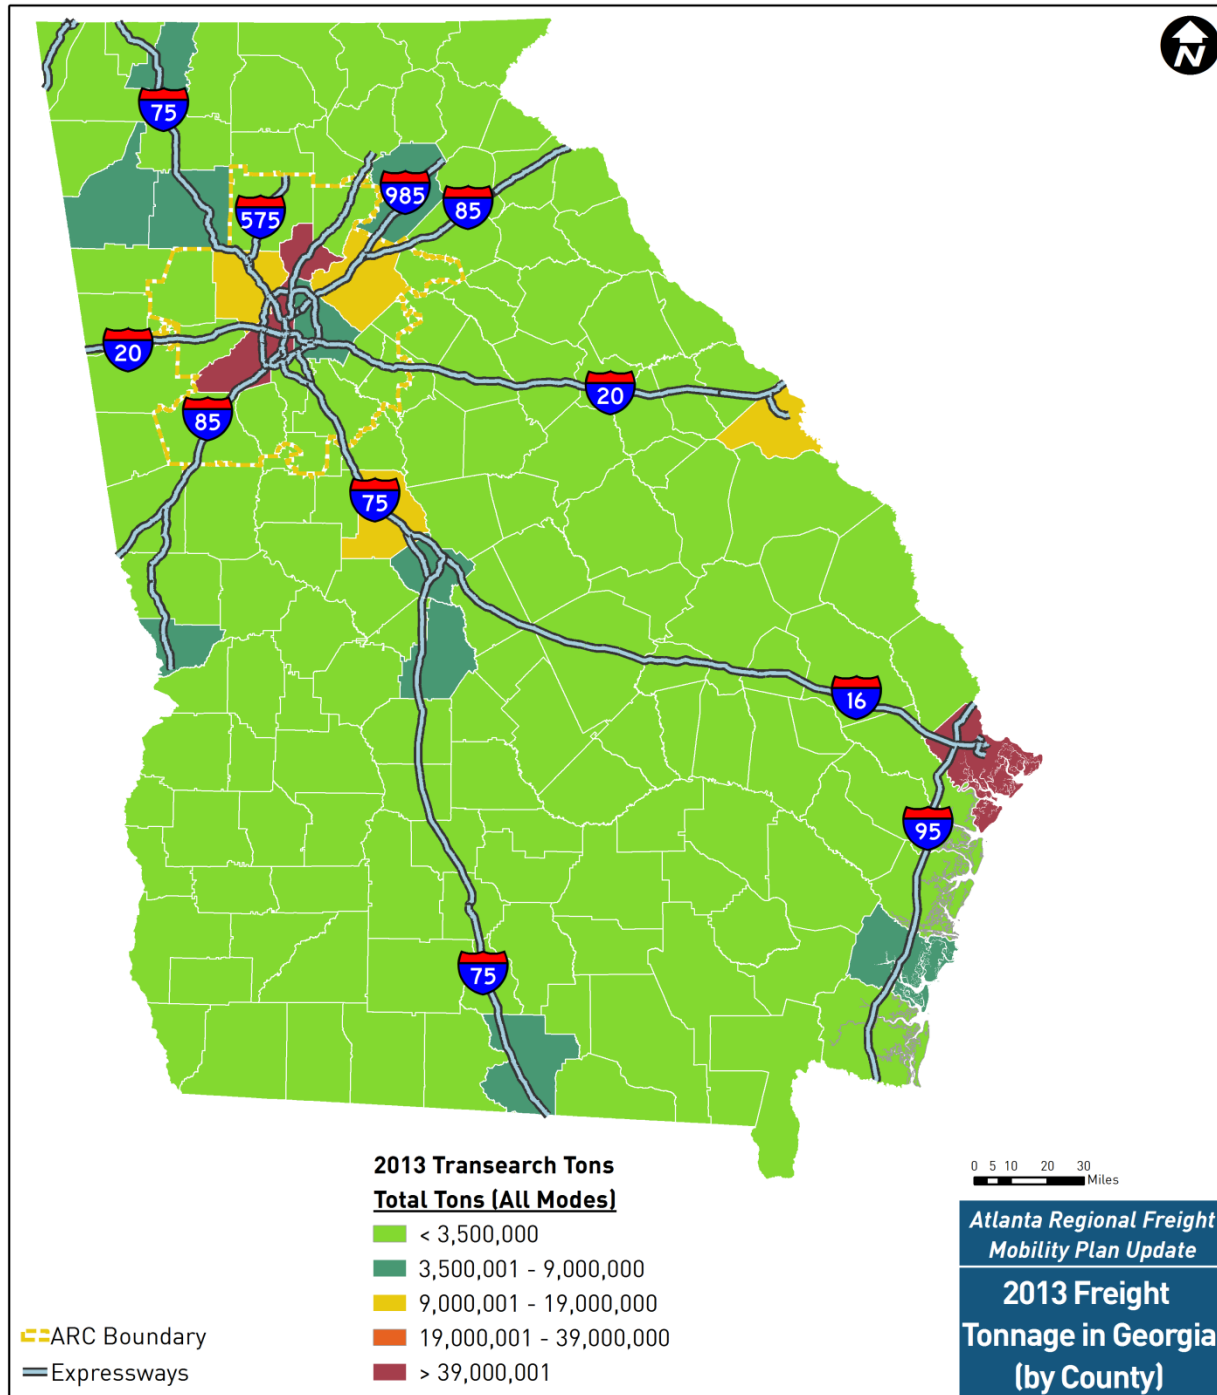 N
75
985
85
575
20
20
85
75
16
95
75
2013 Transearch Tons
Total Tons (All Modes)
< 3,500,000
3,500,001 - 9,000,000
9,000,001 - 19,000,000
19,000,001 - 39,000,000
> 39,000,001
ARC Boundary
Expressways
0 5 10 20 30
Miles
Atlanta Regional Freight
Mobility Plan Update
2013 Freight
Tonnage in Georgia
(by County)